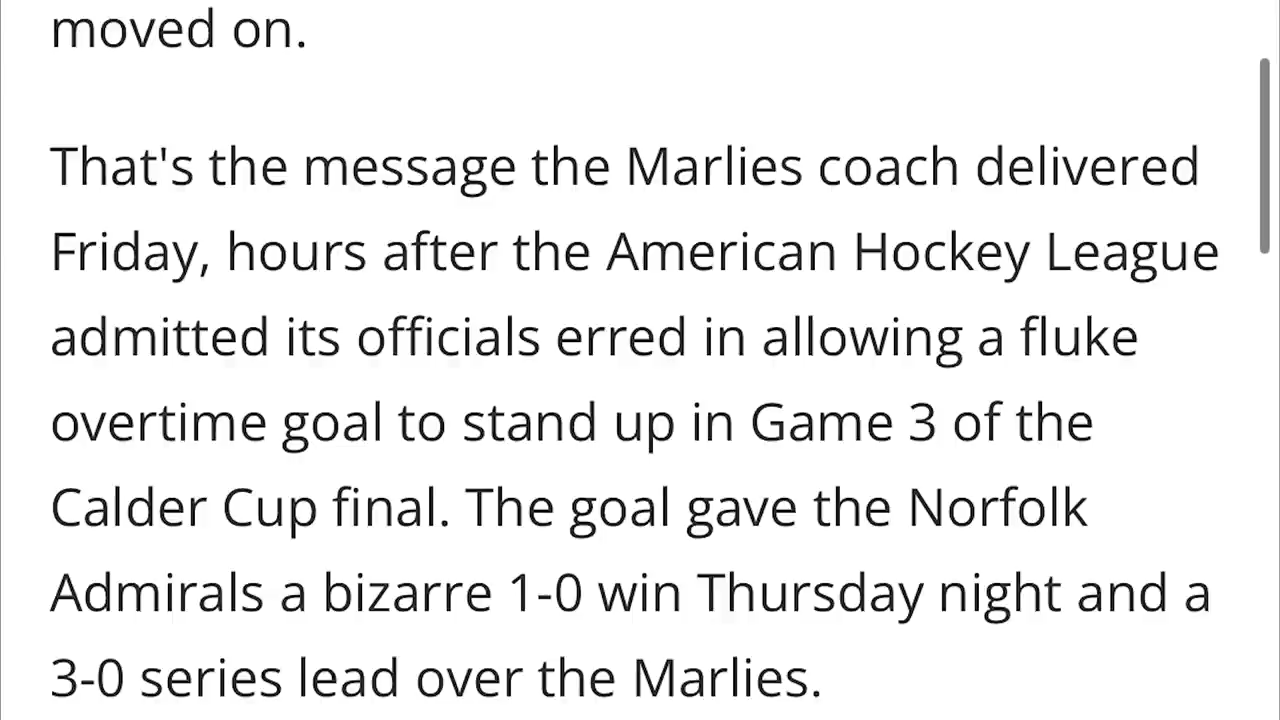 moved on.
That's the message the Marlies coach delivered
Friday, hours after the American Hockey League
admitted its officials erred in allowing a fluke
overtime goal to stand up in Game 3 of the
Calder Cup final. The goal gave the Norfolk
Admirals a bizarre 1-0 win Thursday night and a
3-0 series lead over the Marlies.